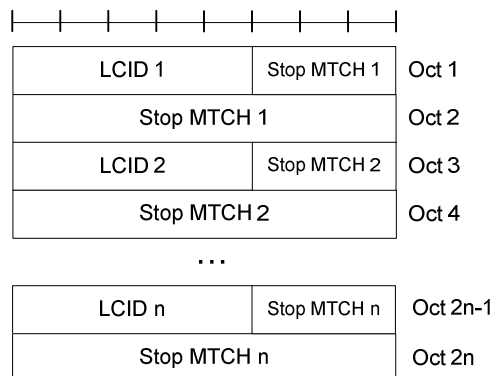 LCID 1 Stop MTCH 1 Oct 1
Stop MTCH 1 Oct 2
LCID 2 Stop MTCH 2 Oct 3
Stop MTCH 2 Oct 4
...
LCID n Stop MTCH n Oct 2n-1
Stop MTCH n Oct 2n